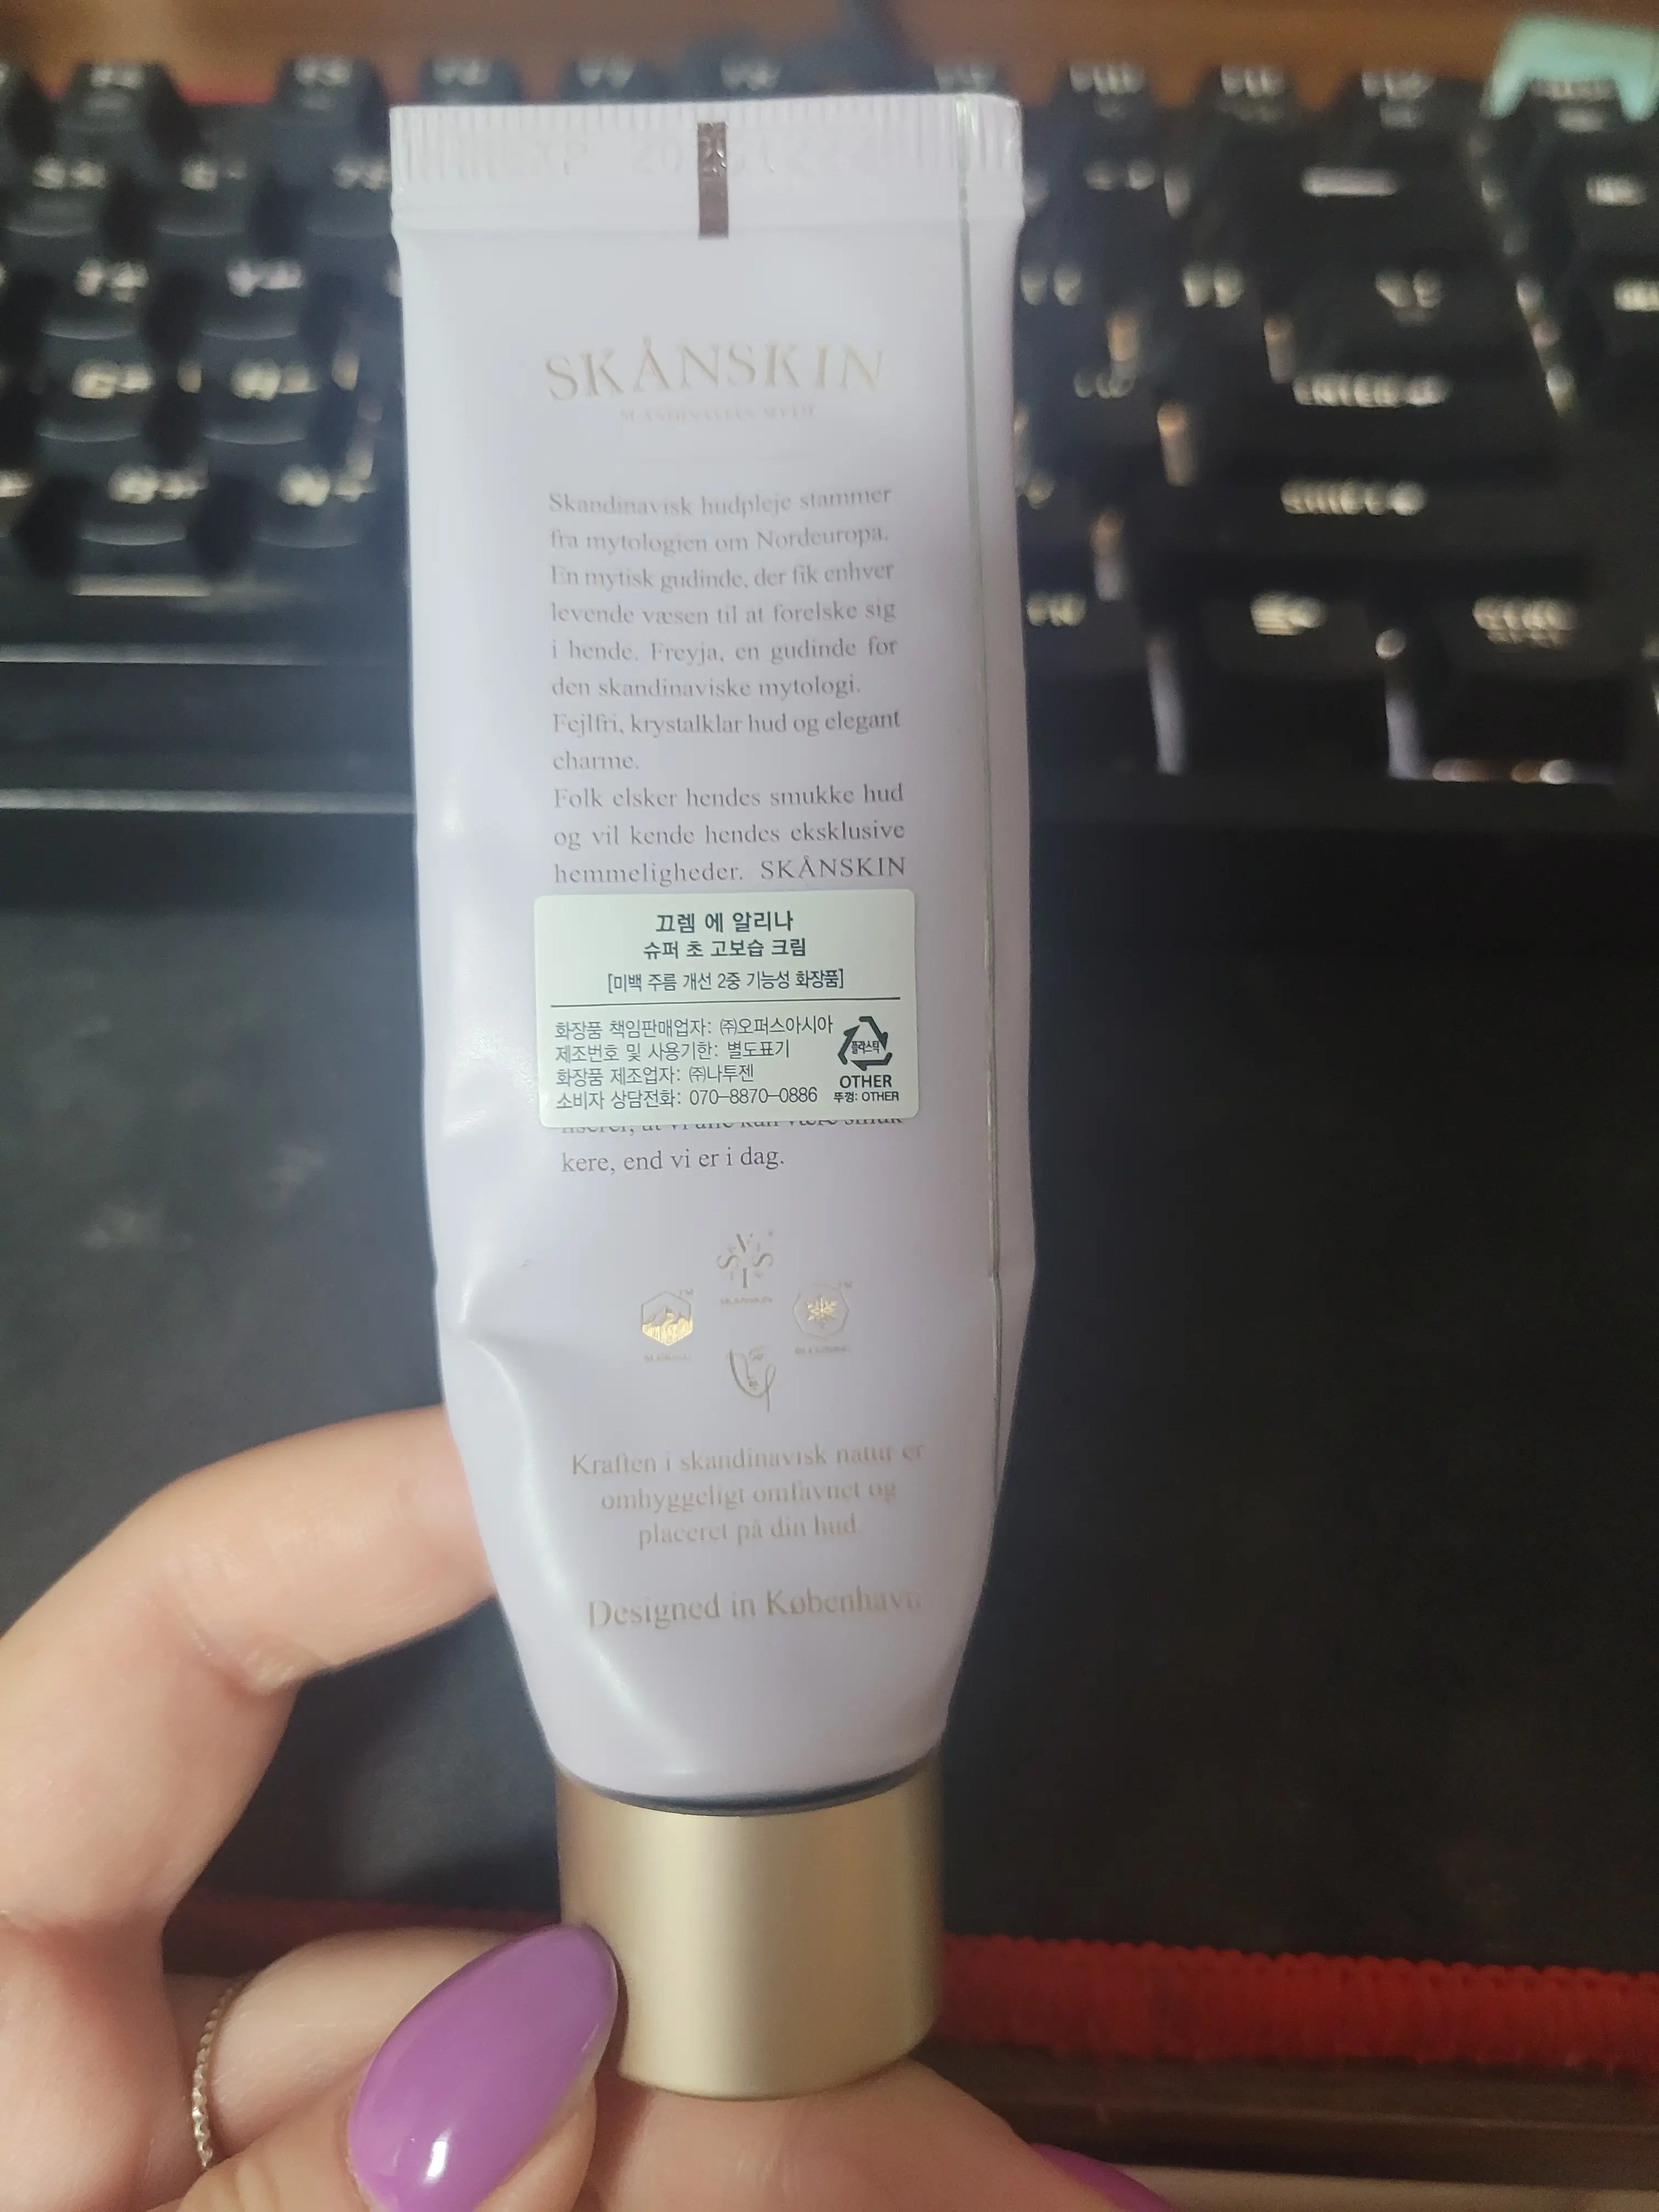 EXP
SKÅNSKIN
SKANDINAVIAN MYTH
Skandinavisk hudpleje stammer
fra mytologien om Nordeuropa.
En mytisk gudinde, der fik enhver
levende væsen til at forelske sig
i hende. Freyja, en gudinde for
den skandinaviske mytologi.
Fejlfri, krystalklar hud og elegant
charme.
Folk elsker hendes smukke hud
og vil kende hendes eksklusive
hemmeligheder. SKÅNSKIN
끄렘 에 알리나
슈퍼 초 고보습 크림
[미백 주름 개선 2중 기능성 화장품]
화장품 책임판매업자: ㈜오퍼스아시아
제조번호 및 사용기한: 별도표기
화장품 제조업자: ㈜나투젠
소비자 상담전화: 070-8870-0886
플라스틱
OTHER
뚜껑: OTHER
kere, end vi er i dag.
Kraften i skandinavisk natur er
omhyggeligt omfavnet og
placeret på din hud.
Designed in København